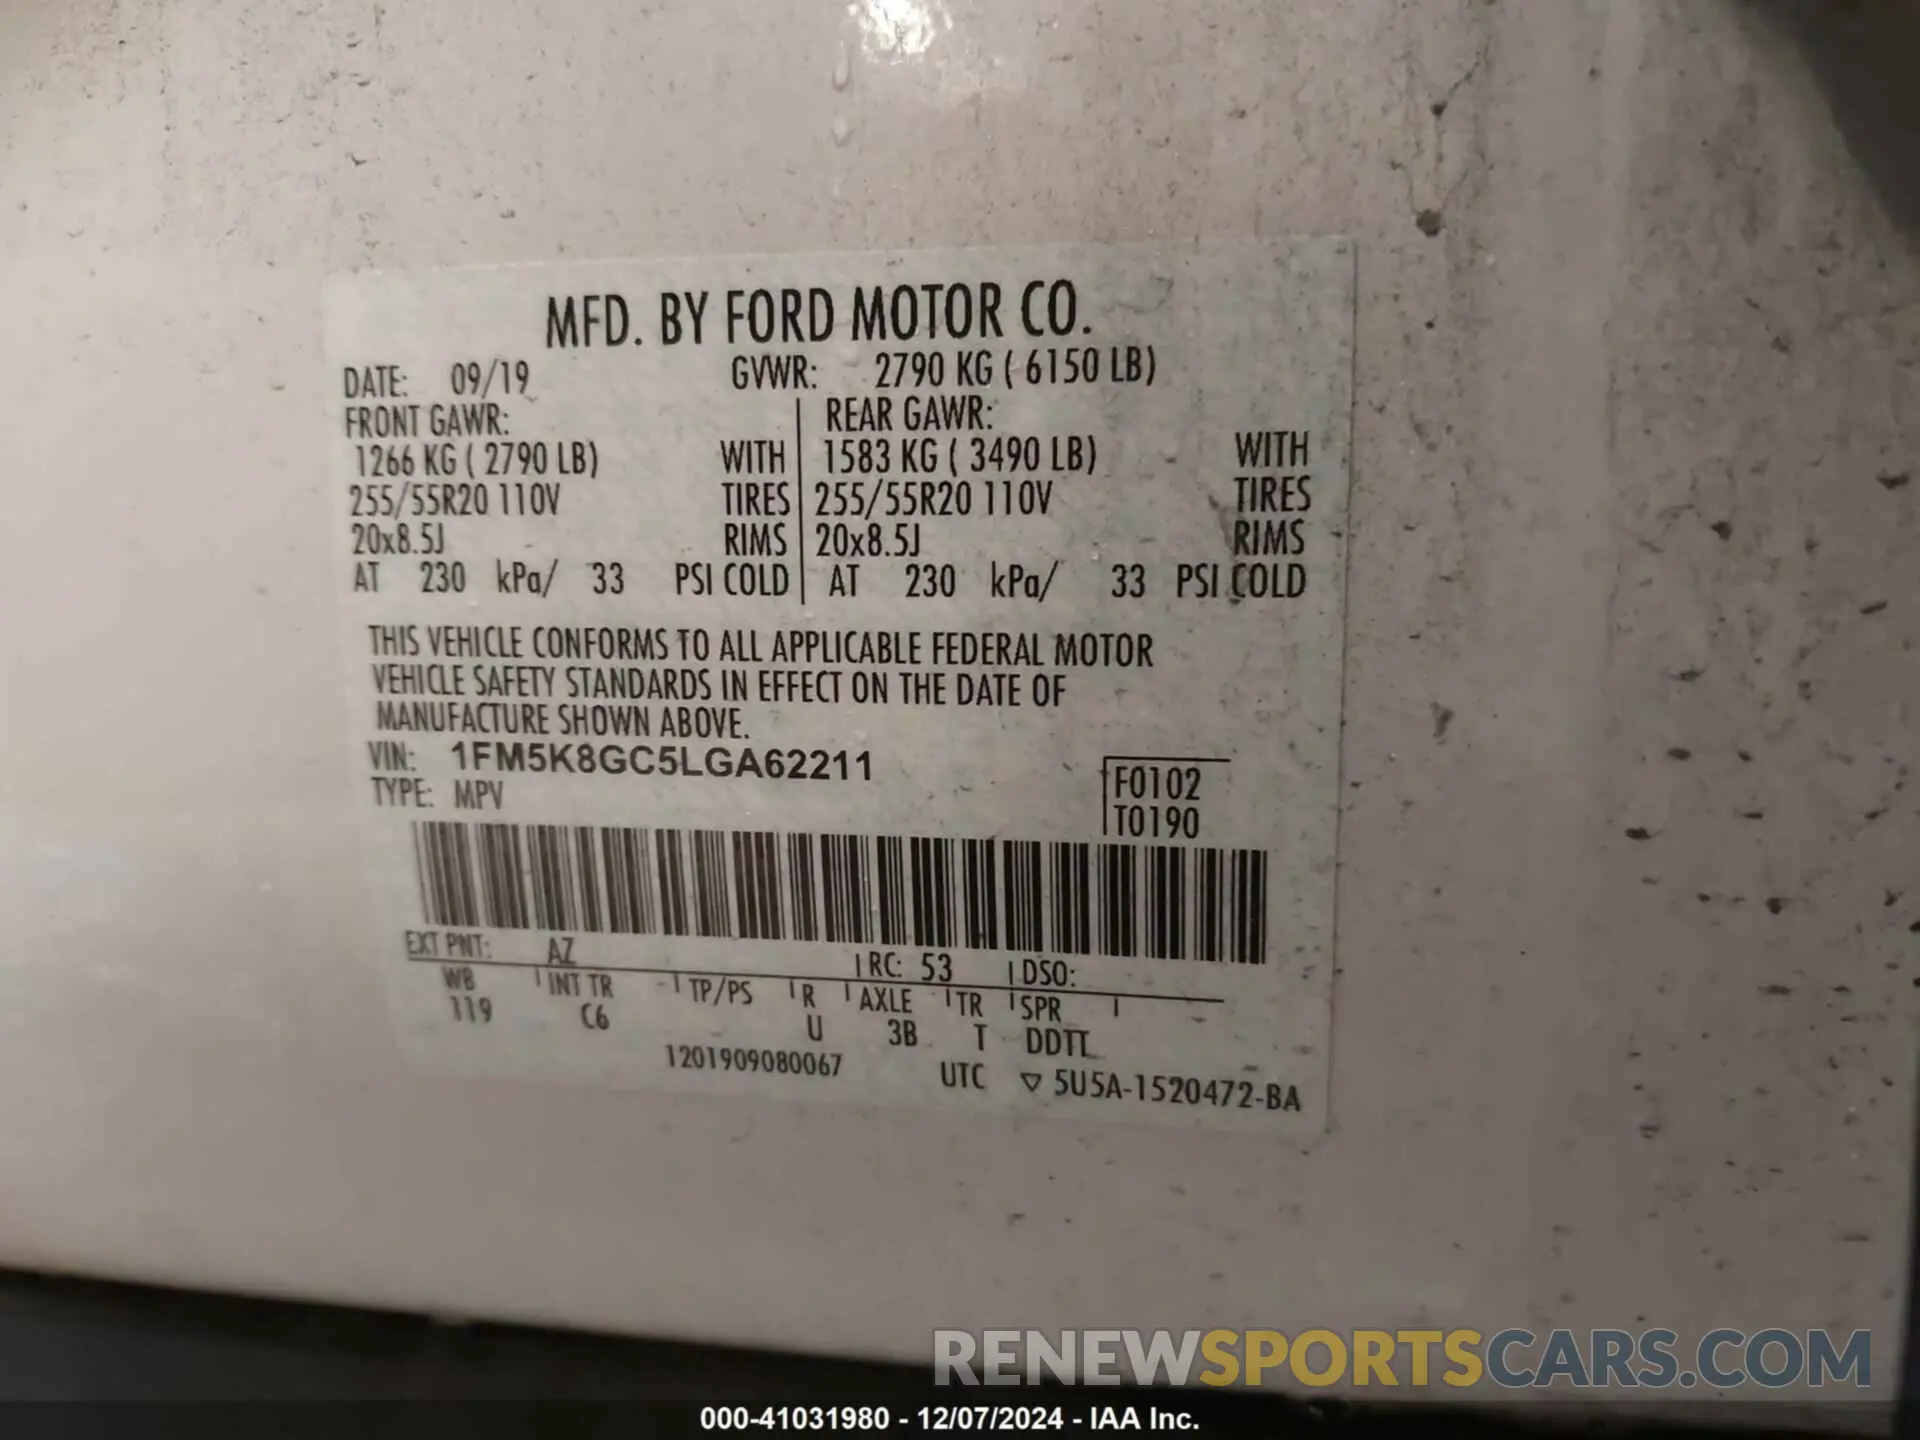 MFD. BY FORD MOTOR CO.
DATE: 09/19 GVWR: 2790 KG ( 6150 LB)
FRONT GAWR: REAR GAWR:
1266 KG ( 2790 LB) WITH 1583 KG ( 3490 LB) WITH
255/55R20 110V TIRES 255/55R20 110V TIRES
20x8.5J RIMS 20x8.5J RIMS
AT 230 kPa/ 33 PSI COLD AT 230 kPa/ 33 PSI COLD
THIS VEHICLE CONFORMS TO ALL APPLICABLE FEDERAL MOTOR
VEHICLE SAFETY STANDARDS IN EFFECT ON THE DATE OF
MANUFACTURE SHOWN ABOVE.
VIN: 1FM5K8GC5LGA62211
TYPE: MPV
F0102
T0190
EXT PNT: AZ RC: 53 DSO:
WB INT TR TP/PS R AXLE TR SPR
119 C6 U 3B T DDTT
1201909080067 UTC ▽ 5U5A-1520472-BA
RENEWSPORTSCARS.COM
000-41031980 - 12/07/2024 - IAA Inc.